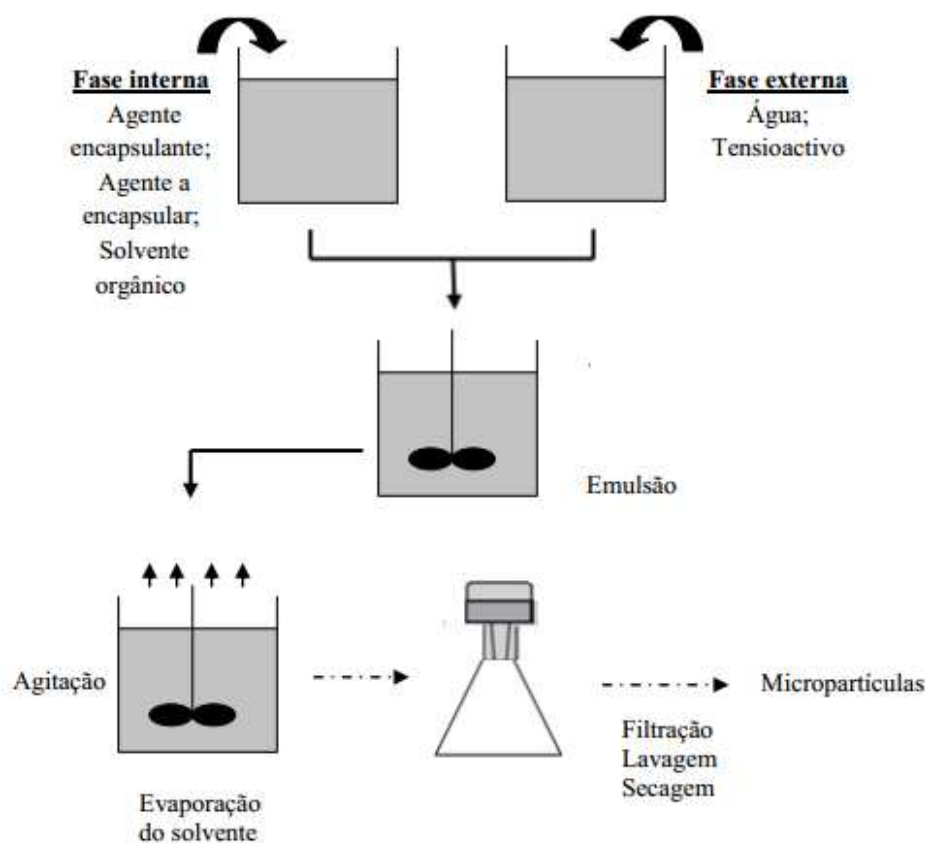 Fase interna
Agente
encapsulante;
Agente a
encapsular;
Solvente
orgânico
Fase externa
Água;
Tensioactivo
Emulsão
Agitação
Evaporação
do solvente
Filtração
Lavagem
Secagem
Micropartículas